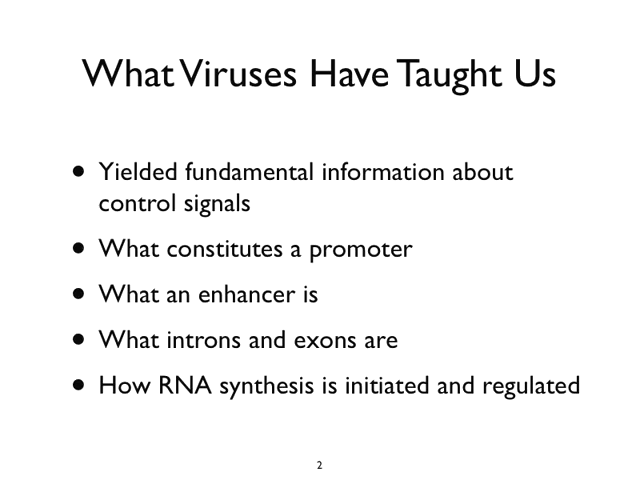 What Viruses Have Taught Us
• Yielded fundamental information about
control signals
• What constitutes a promoter
• What an enhancer is
• What introns and exons are
• How RNA synthesis is initiated and regulated
2